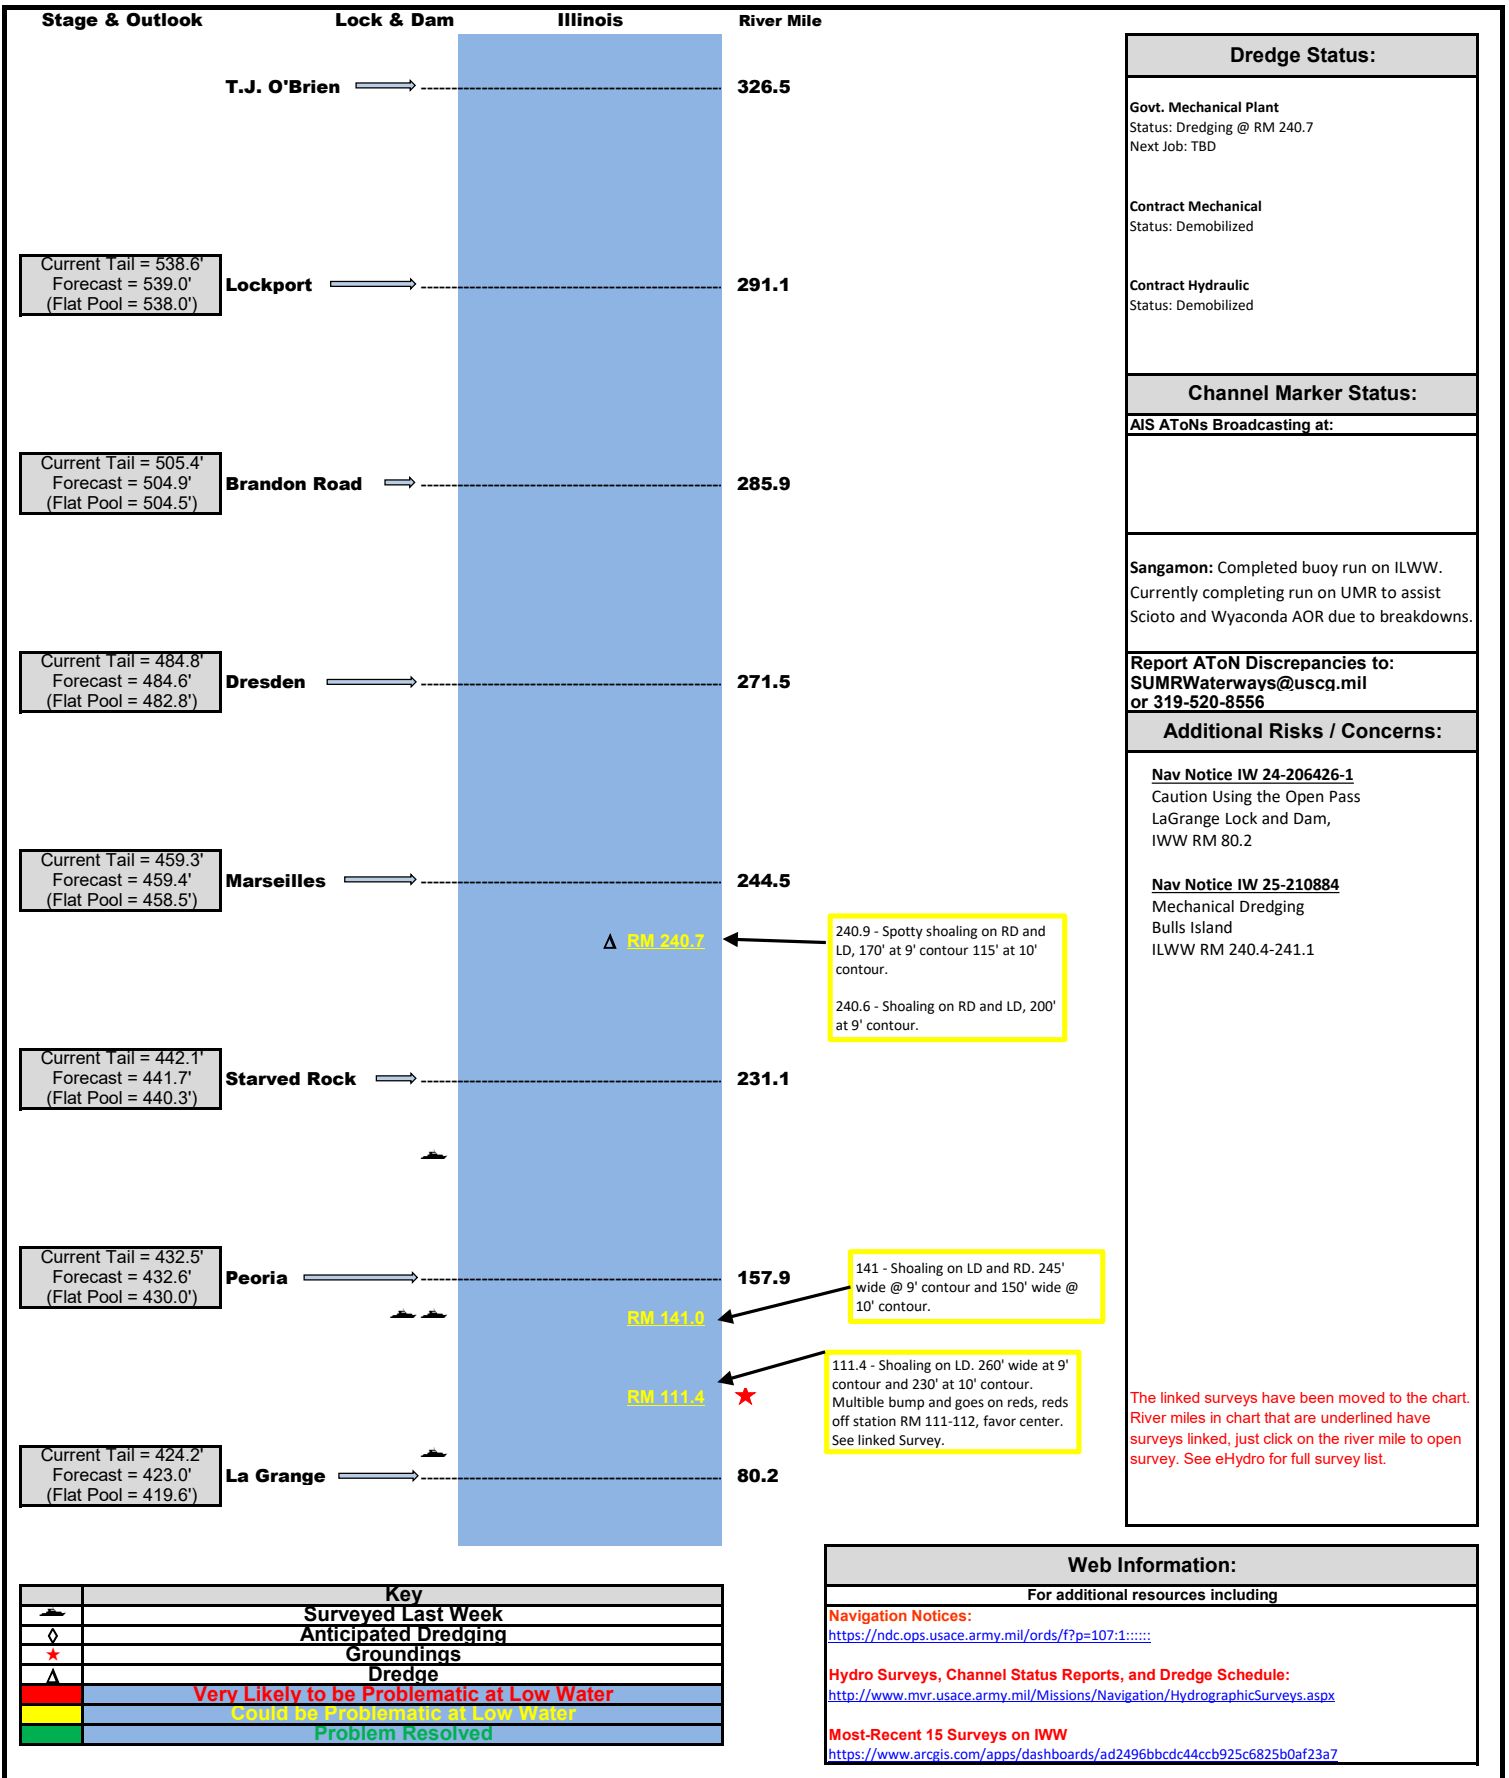 Stage & Outlook Lock & Dam Illinois River Mile
T.J. O'Brien 326.5
Current Tail = 538.6'
Forecast = 539.0'
(Flat Pool = 538.0')
Lockport 291.1
Current Tail = 505.4'
Forecast = 504.9'
(Flat Pool = 504.5')
Brandon Road 285.9
Current Tail = 484.8'
Forecast = 484.6'
(Flat Pool = 482.8')
Dresden 271.5
Current Tail = 459.3'
Forecast = 459.4'
(Flat Pool = 458.5')
Marseilles 244.5
RM 240.7
240.9 - Spotty shoaling on RD and
LD, 170' at 9' contour 115' at 10'
contour.
240.6 - Shoaling on RD and LD, 200'
at 9' contour.
Current Tail = 442.1'
Forecast = 441.7'
(Flat Pool = 440.3')
Starved Rock 231.1
Current Tail = 432.5'
Forecast = 432.6'
(Flat Pool = 430.0')
Peoria 157.9
RM 141.0
141 - Shoaling on LD and RD. 245'
wide @ 9' contour and 150' wide @
10' contour.
RM 111.4
111.4 - Shoaling on LD. 260' wide at 9'
contour and 230' at 10' contour.
Multiple bump and goes on reds, reds
off station RM 111-112, favor center.
See linked Survey.
Current Tail = 424.2'
Forecast = 423.0'
(Flat Pool = 419.6')
La Grange 80.2
Dredge Status:
Govt. Mechanical Plant
Status: Dredging @ RM 240.7
Next Job: TBD
Contract Mechanical
Status: Demobilized
Contract Hydraulic
Status: Demobilized
Channel Marker Status:
AIS AToNs Broadcasting at:
Sangamon: Completed buoy run on ILWW.
Currently completing run on UMR to assist
Scioto and Wyaconda AOR due to breakdowns.
Report AToN Discrepancies to:
SUMRWaterways@uscg.mil
or 319-520-8556
Additional Risks / Concerns:
Nav Notice IW 24-206426-1
Caution Using the Open Pass
LaGrange Lock and Dam,
IWW RM 80.2
Nav Notice IW 25-210884
Mechanical Dredging
Bulls Island
ILWW RM 240.4-241.1
The linked surveys have been moved to the chart.
River miles in chart that are underlined have
surveys linked, just click on the river mile to open
survey. See eHydro for full survey list.
Key
Surveyed Last Week
Anticipated Dredging
Groundings
Dredge
Very Likely to be Problematic at Low Water
Could be Problematic at Low Water
Problem Resolved
Web Information:
For additional resources including
Navigation Notices:
https://ndc.ops.usace.army.mil/ords/f?p=107:1::::::
Hydro Surveys, Channel Status Reports, and Dredge Schedule:
http://www.mvr.usace.army.mil/Missions/Navigation/HydrographicSurveys.aspx
Most-Recent 15 Surveys on IWW
https://www.arcgis.com/apps/dashboards/ad2496bbcdc44ccb925c6825b0af23a7